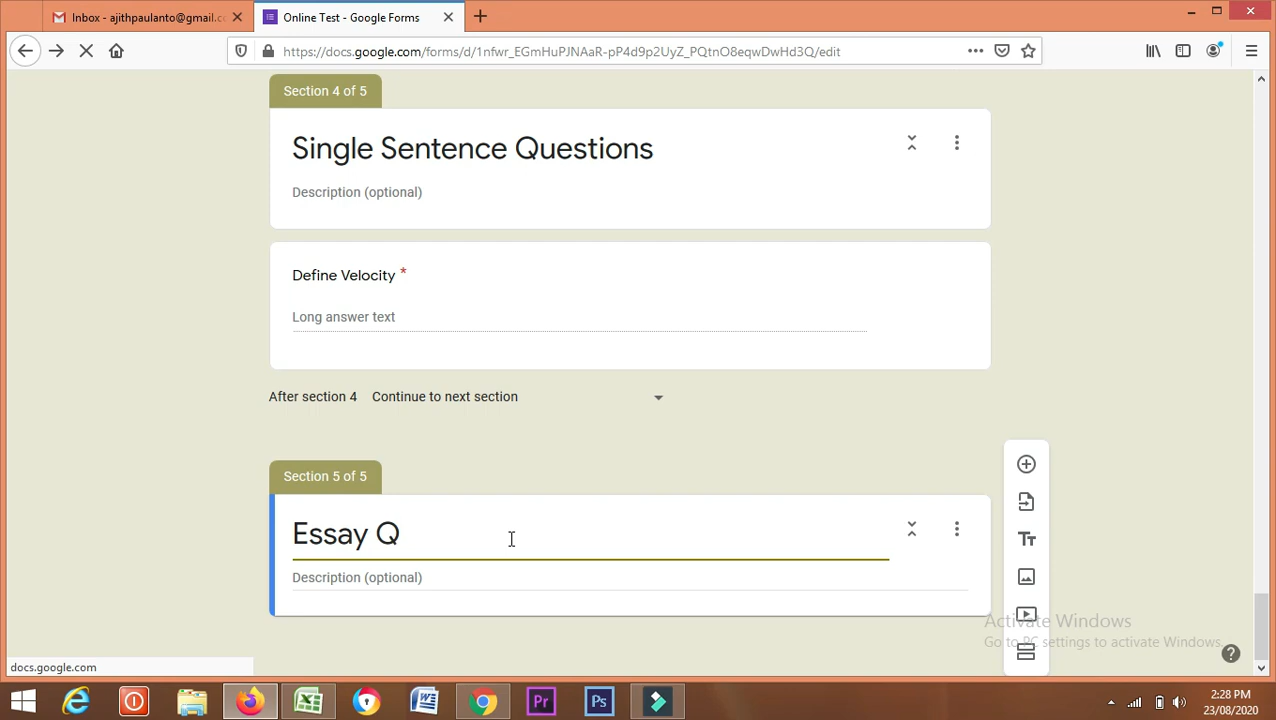 Inbox - ajithpaulanto@gmail.c
Online Test - Google Forms
https://docs.google.com/forms/d/1nfwr_EGmHuPJNAaR-pP4d9p2UyZ_PQtnOSeqwDwHd3Q/edit
Section 4 of 5
Single Sentence Questions
Description (optional)
Define Velocity *
Long answer text
After section 4 Continue to next section
Section 5 of 5
Essay Q
Description (optional)
Activate Windows
Go to PC settings to activate Windows.
docs.google.com
2:28 PM
23/08/2020